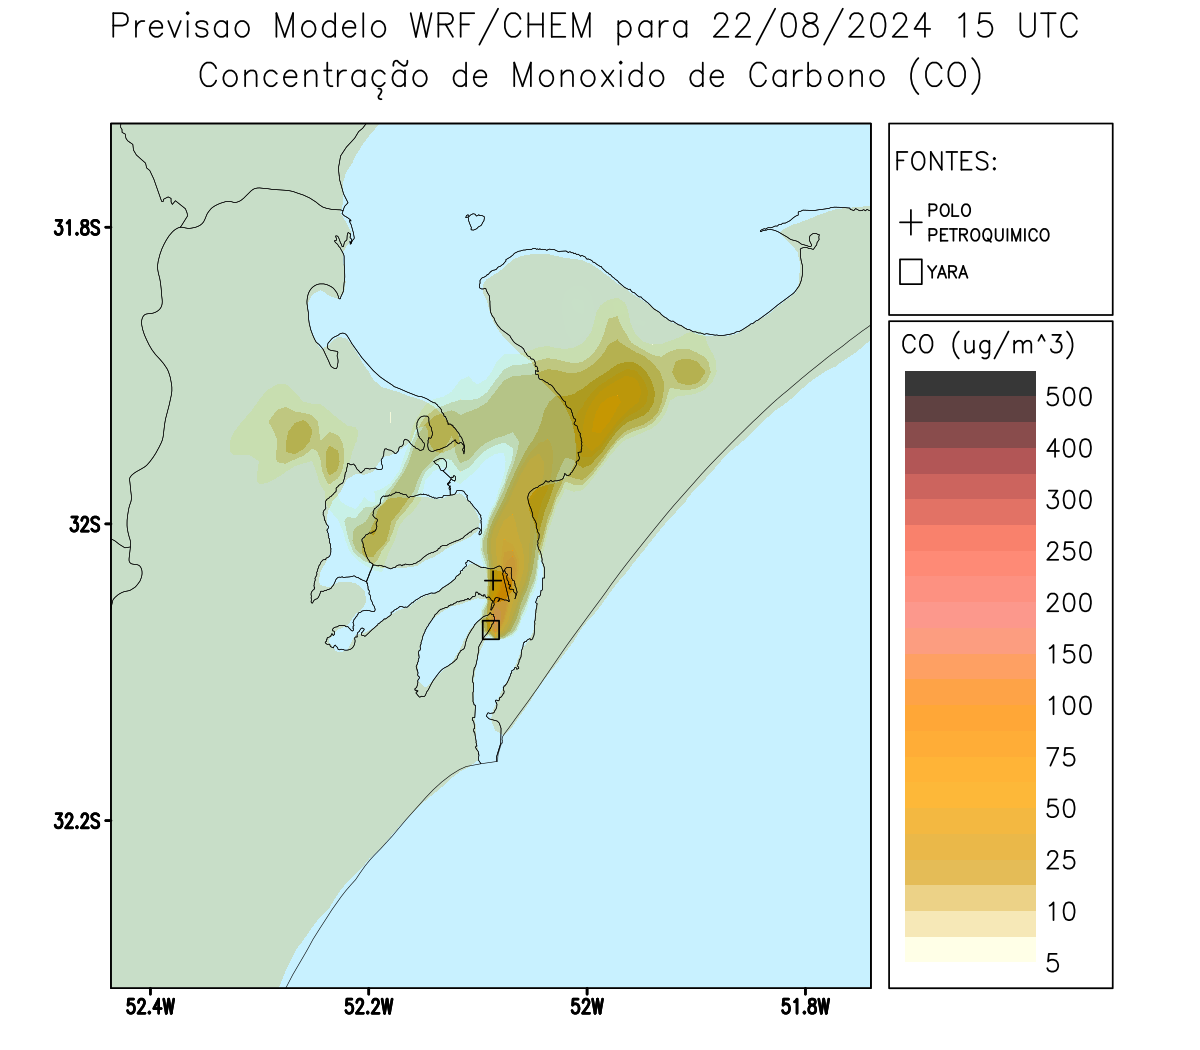 Previsao Modelo WRF/CHEM para 22/08/2024 15 UTC
Concentração de Monoxido de Carbono (CO)
FONTES:
POLO
PETROQUIMICO
YARA
CO (ug/m^3)
500
400
300
250
200
150
100
75
50
25
10
5
31.8S
32S
32.2S
52.4W
52.2W
52W
51.8W